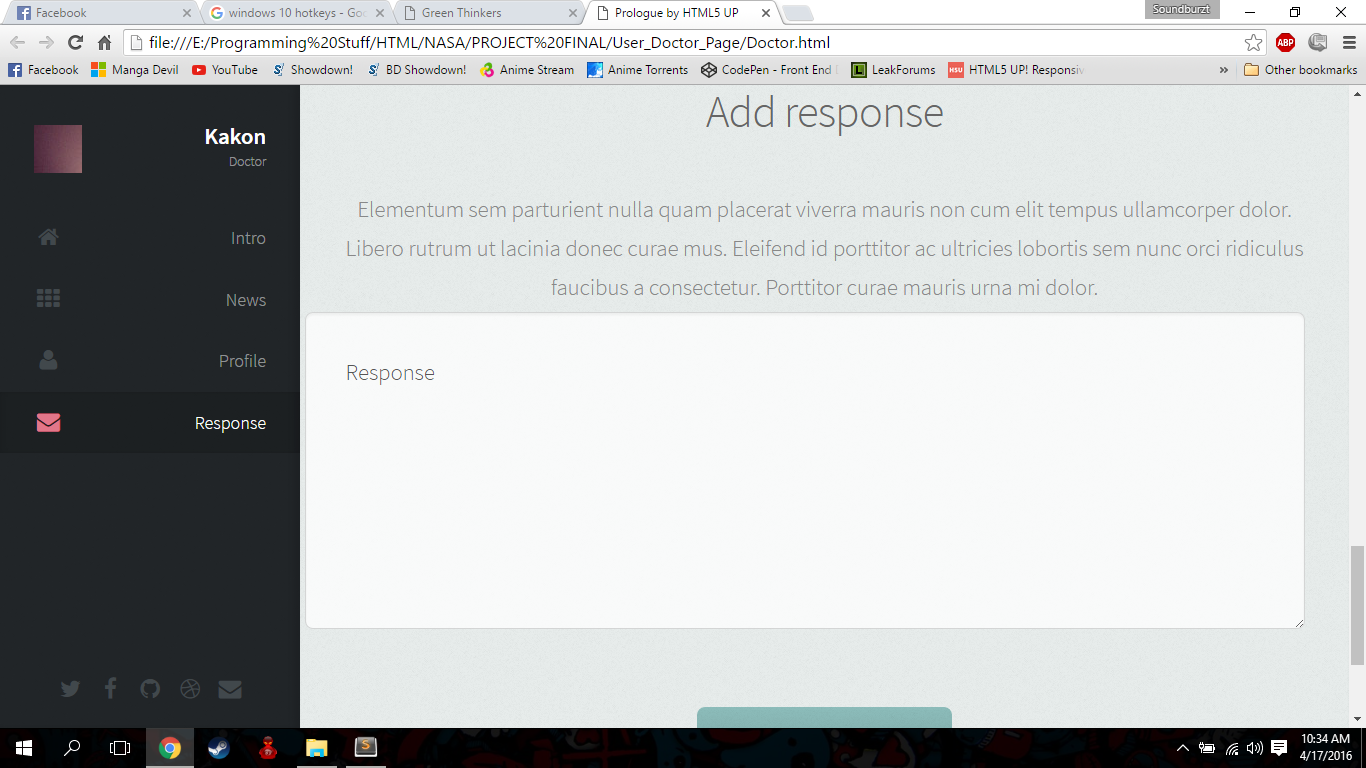 Facebook
windows 10 hotkeys - Goo
Green Thinkers
Prologue by HTML5 UP
Soundburzt
file:///E:/Programming%20Stuff/HTML/NASA/PROJECT%20FINAL/User_Doctor_Page/Doctor.html
ABP
Facebook
Manga Devil
YouTube
Showdown!
BD Showdown!
Anime Stream
Anime Torrents
CodePen - Front End
LeakForums
H5U
HTML5 UP! Responsiv
»
Other bookmarks
Kakon
Doctor
Intro
News
Profile
Response
Add response
Elementum sem parturient nulla quam placerat viverra mauris non cum elit tempus ullamcorper dolor.
Libero rutrum ut lacinia donec curae mus. Eleifend id porttitor ac ultricies lobortis sem nunc orci ridiculus
faucibus a consectetur. Porttitor curae mauris urna mi dolor.
Response
10:34 AM
4/17/2016